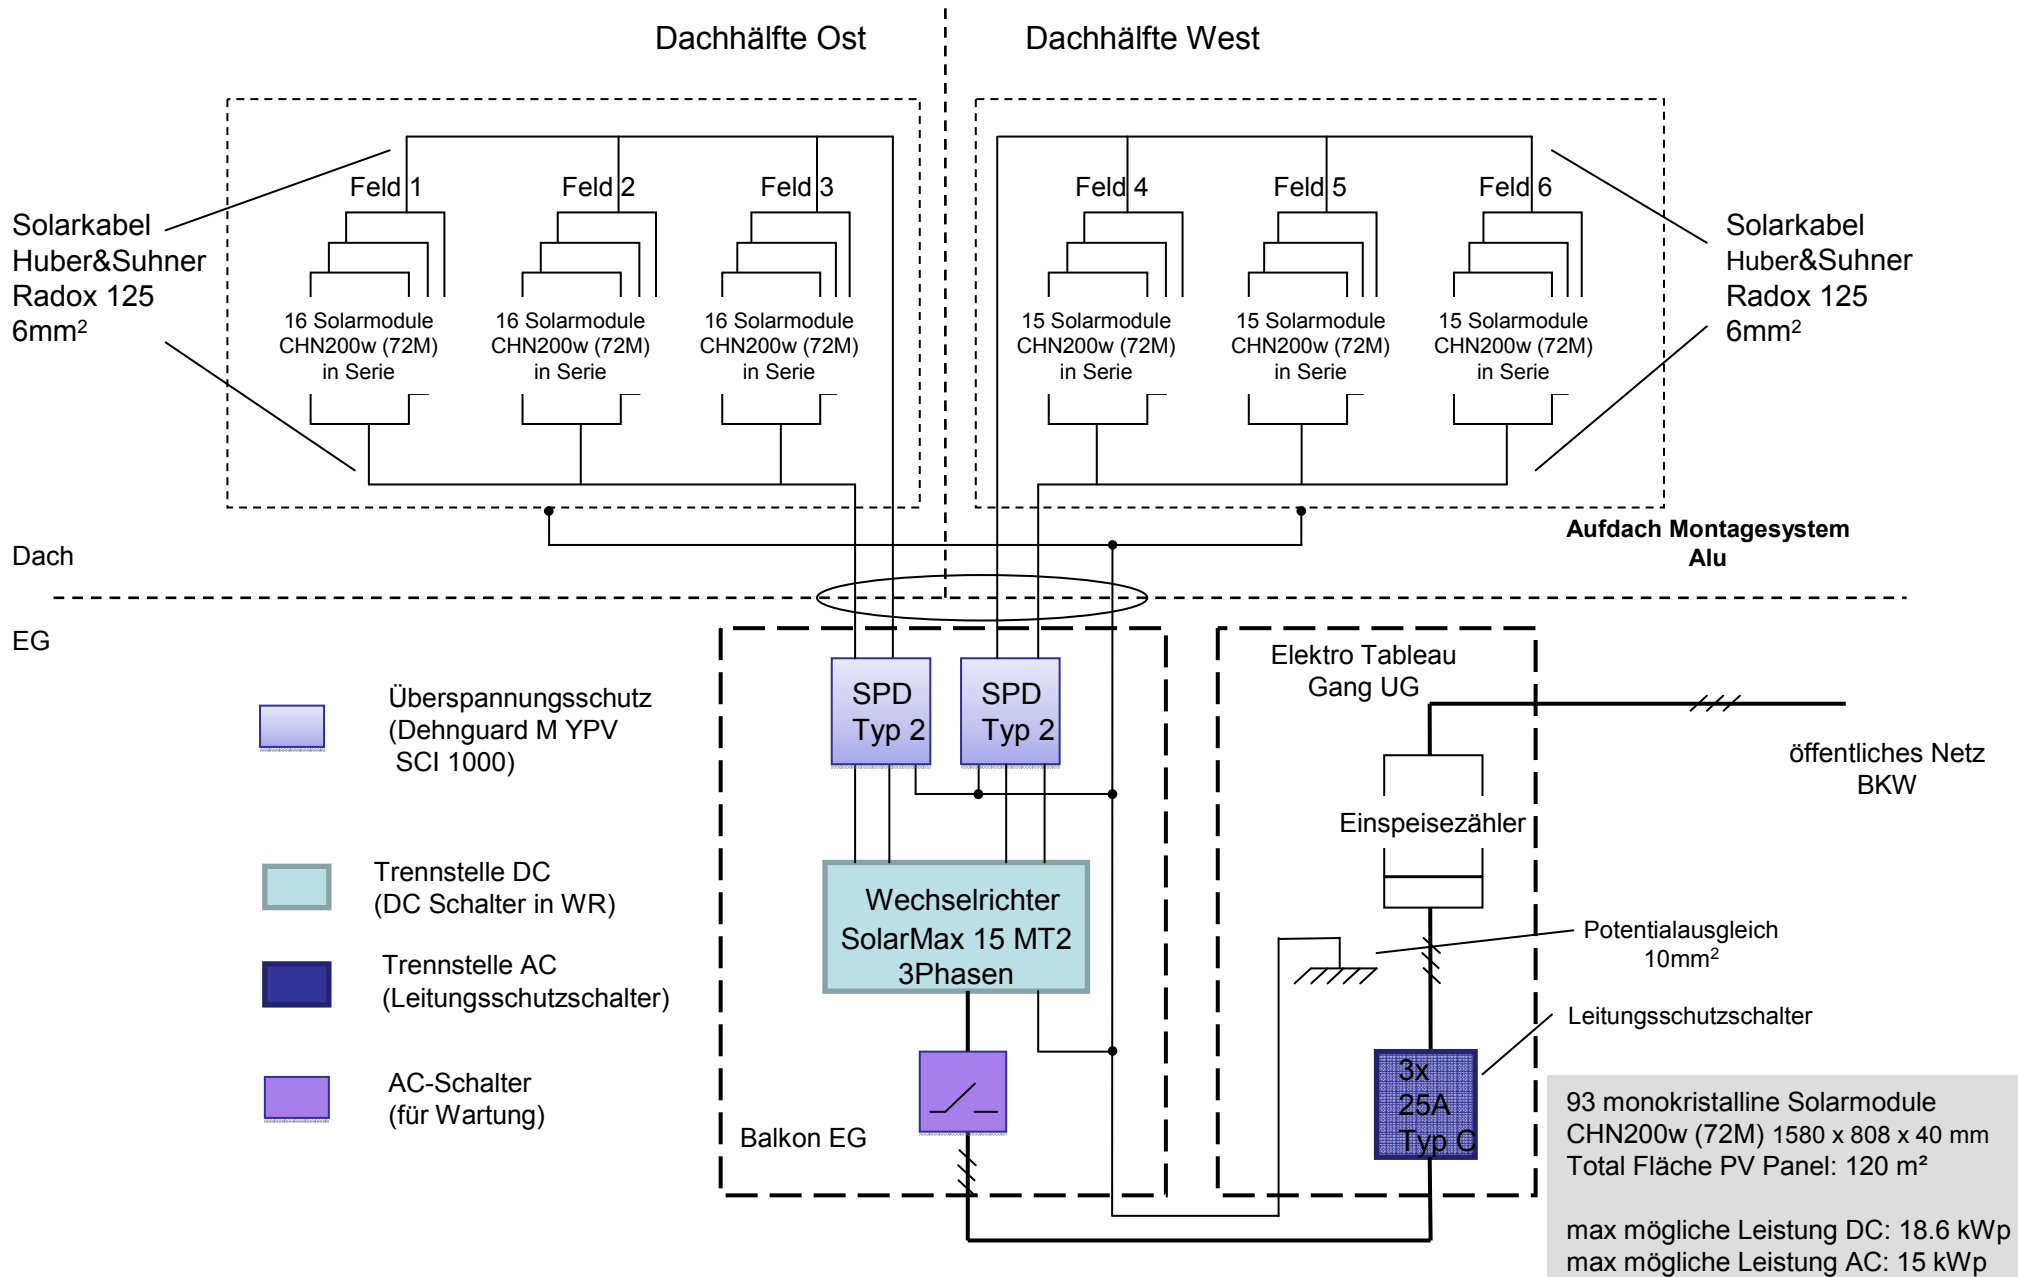 Dachhälfte Ost
Dachhälfte West
Feld 1
Feld 2
Feld 3
Feld 4
Feld 5
Feld 6
Solarkabel
Huber&Suhner
Radox 125
6mm²
16 Solarmodule
CHN200w (72M)
in Serie
16 Solarmodule
CHN200w (72M)
in Serie
16 Solarmodule
CHN200w (72M)
in Serie
15 Solarmodule
CHN200w (72M)
in Serie
15 Solarmodule
CHN200w (72M)
in Serie
15 Solarmodule
CHN200w (72M)
in Serie
Solarkabel
Huber&Suhner
Radox 125
6mm²
Aufdach Montagesystem
Alu
Dach
EG
Überspannungsschutz
(Dehnguard M YPV
SCI 1000)
Trennstelle DC
(DC Schalter in WR)
Trennstelle AC
(Leitungsschutzschalter)
AC-Schalter
(für Wartung)
SPD
Typ 2
SPD
Typ 2
Wechselrichter
SolarMax 15 MT2
3Phasen
Balkon EG
Elektro Tableau
Gang UG
Einspeisezähler
öffentliches Netz
BKW
Potentialausgleich
10mm²
Leitungsschutzschalter
3x
25A
Typ C
93 monokristalline Solarmodule
CHN200w (72M) 1580 x 808 x 40 mm
Total Fläche PV Panel: 120 m²
max mögliche Leistung DC: 18.6 kWp
max mögliche Leistung AC: 15 kWp